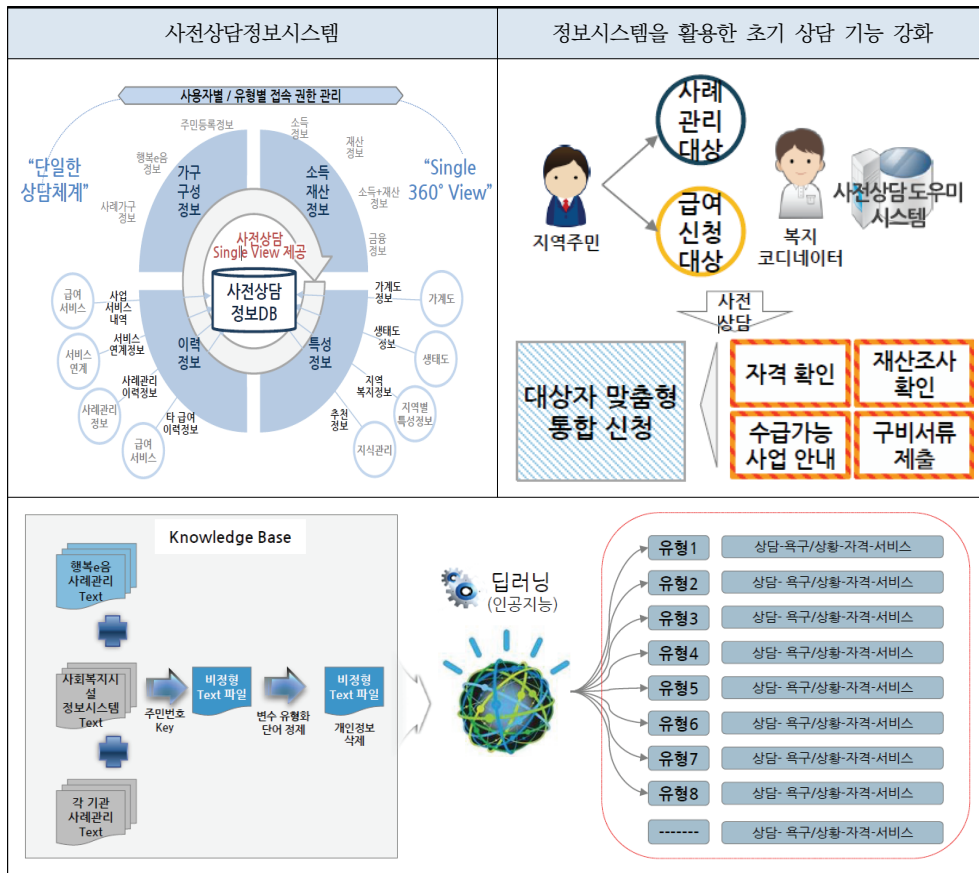 사전상담정보시스템
정보시스템을 활용한 초기 상담 기능 강화
사용자별 / 유형별 접속 권한 관리
“단일한
상담체계”
“Single
360° View”
주민등록정보
행복e음
정보
사례가구
정보
소득
정보
재산
정보
소득+재산
정보
금융
정보
가구
구성
정보
소득
재산
정보
사전상담
Single View 제공
사전상담
정보DB
이력
정보
특성
정보
급여
서비스
사업
서비스
내역
서비스
연계
서비스
연계정보
사례관리
정보
사례관리
이력정보
급여
서비스
타 급여
이력정보
가계도
정보
가계도
생태도
정보
생태도
지역
복지정보
지역별
특성정보
추천
정보
지식관리
지역주민
사례
관리
대상
급여
신청
대상
복지
코디네이터
사전상담도우미
시스템
사전
상담
대상자 맞춤형
통합 신청
자격 확인
재산조사
확인
수급가능
사업 안내
구비서류
제출
Knowledge Base
행복e음
사례관리
Text
사회복지시
설
정보시스템
Text
각 기관
사례관리
Text
주민번호
Key
비정형
Text 파일
변수 유형화
단어 정제
비정형
Text 파일
개인정보
삭제
딥러닝
(인공지능)
유형1 상담-욕구/상황-자격-서비스
유형2 상담- 욕구/상황-자격-서비스
유형3 상담- 욕구/상황-자격-서비스
유형4 상담- 욕구/상황-자격-서비스
유형5 상담- 욕구/상황-자격-서비스
유형6 상담- 욕구/상황-자격-서비스
유형7 상담- 욕구/상황-자격-서비스
유형8 상담- 욕구/상황-자격-서비스
------- 상담- 욕구/상황-자격-서비스